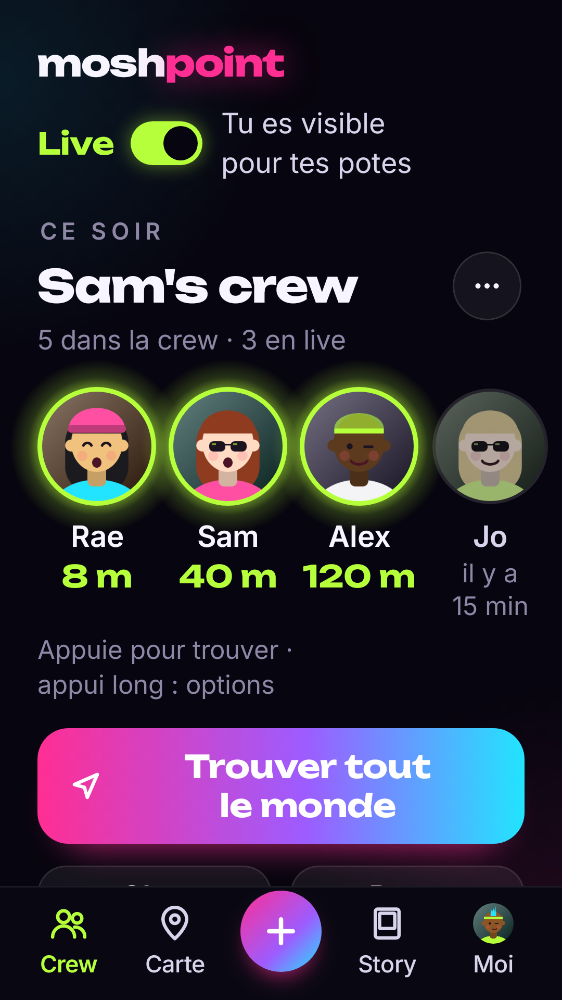 moshpoint
Live
Tu es visible
pour tes potes
CE SOIR
Sam's crew
5 dans la crew · 3 en live
Rae
8 m
Sam
40 m
Alex
120 m
Jo
il y a
15 min
Appuie pour trouver ·
appui long : options
Trouver tout
le monde
Crew
Carte
Story
Moi